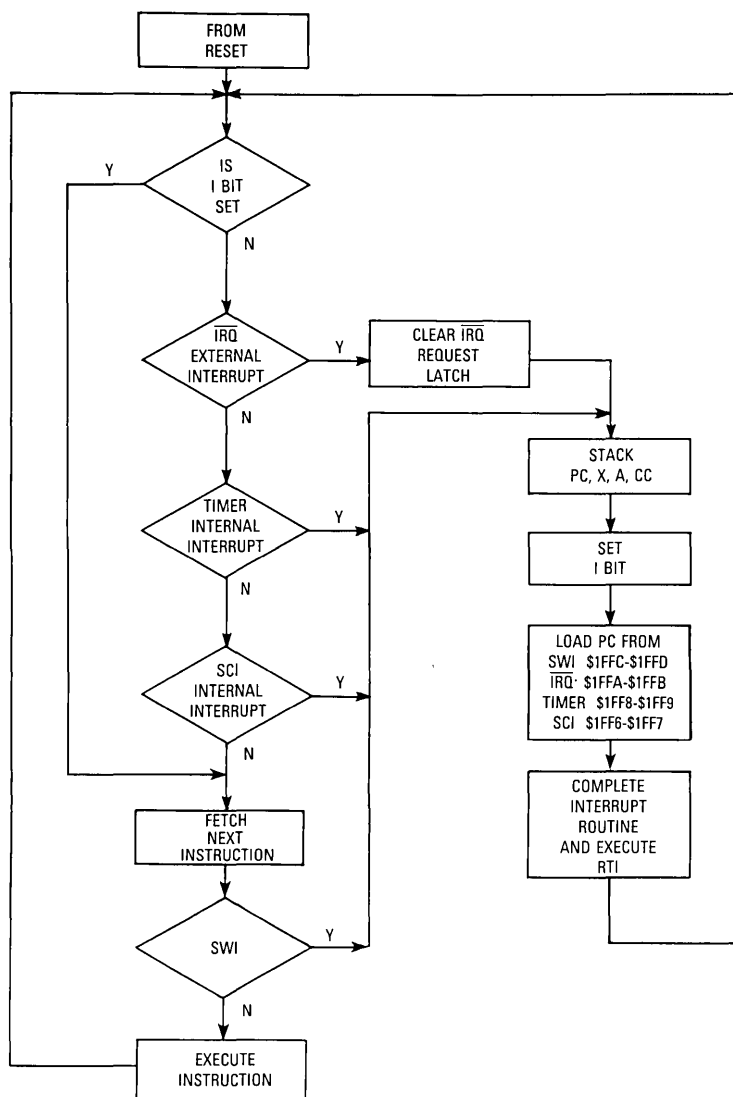 FROM
RESET
IS
I BIT
SET
Y
N
IRQ
EXTERNAL
INTERRUPT
Y
N
CLEAR IRQ
REQUEST
LATCH
STACK
PC, X, A, CC
TIMER
INTERNAL
INTERRUPT
Y
N
SET
I BIT
SCI
INTERNAL
INTERRUPT
Y
N
LOAD PC FROM
SWI $1FFC-$1FFD
IRQ $1FFA-$1FFB
TIMER $1FF8-$1FF9
SCI $1FF6-$1FF7
FETCH
NEXT
INSTRUCTION
COMPLETE
INTERRUPT
ROUTINE
AND EXECUTE
RTI
SWI
Y
N
EXECUTE
INSTRUCTION